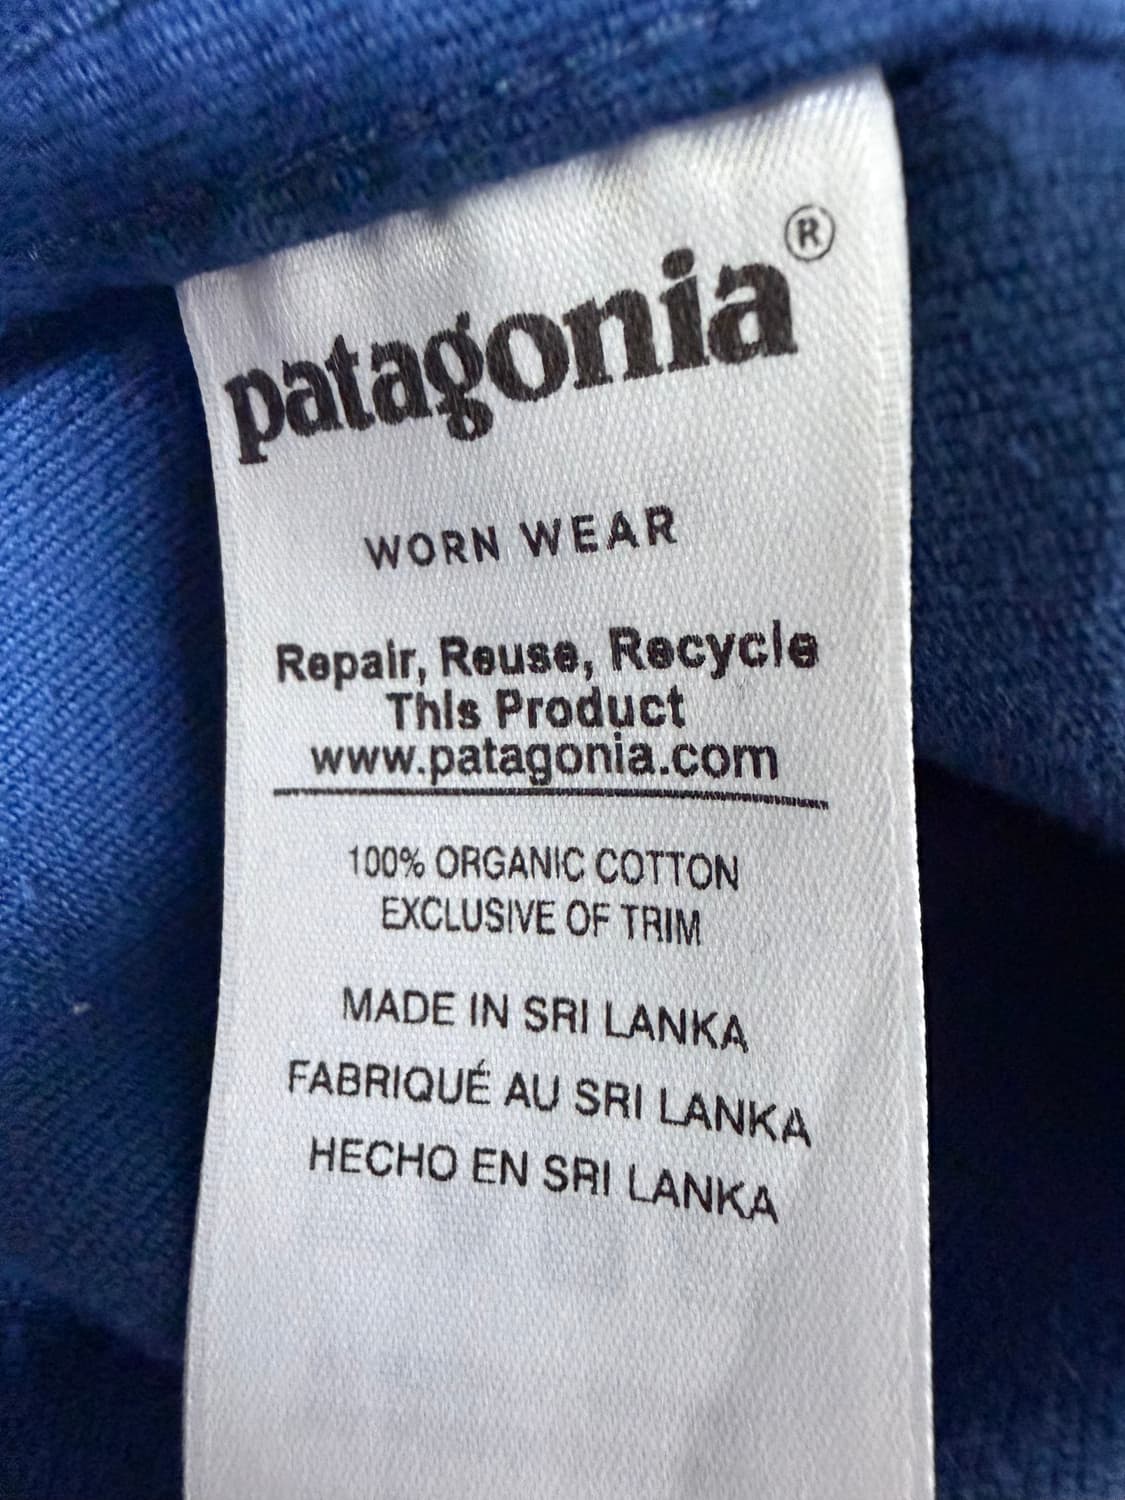 patagonia®
WORN WEAR
Repair, Reuse, Recycle
This Product
www.patagonia.com
100% ORGANIC COTTON
EXCLUSIVE OF TRIM
MADE IN SRI LANKA
FABRIQUÉ AU SRI LANKA
HECHO EN SRI LANKA